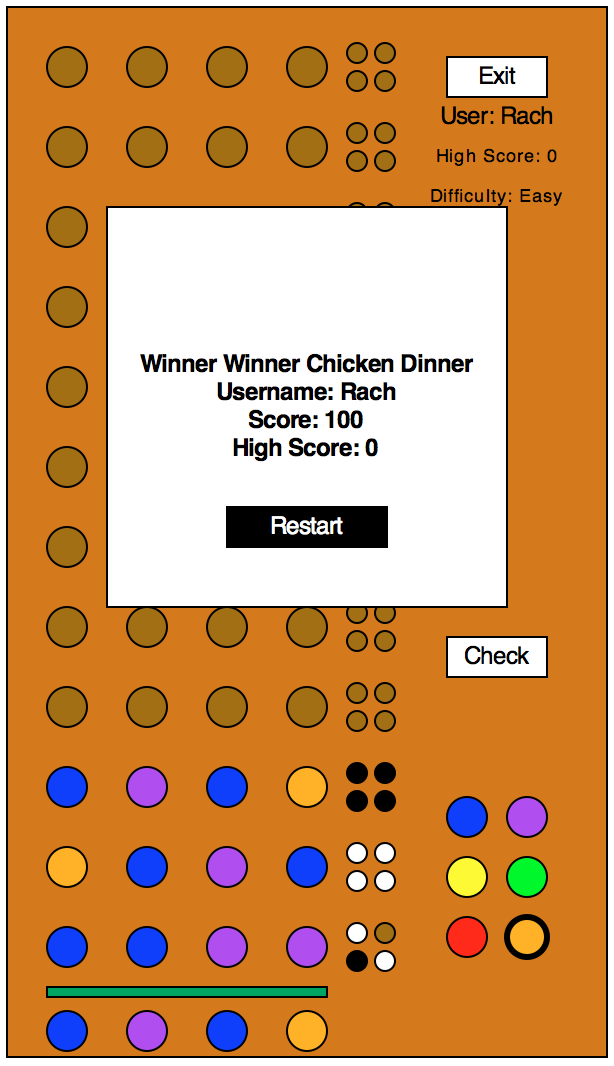 Exit
User: Rach
High Score: 0
Difficulty: Easy
Winner Winner Chicken Dinner
Username: Rach
Score: 100
High Score: 0
Restart
Check